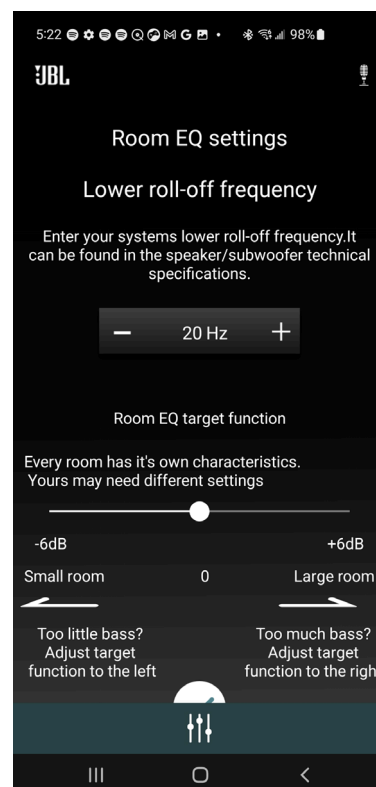 5:22 G • 98%
JBL
Room EQ settings
Lower roll-off frequency
Enter your systems lower roll-off frequency.It
can be found in the speaker/subwoofer technical
specifications.
− 20 Hz +
Room EQ target function
Every room has it's own characteristics.
Yours may need different settings
-6dB +6dB
Small room 0 Large room
Too little bass? Too much bass?
Adjust target Adjust target
function to the left function to the righ